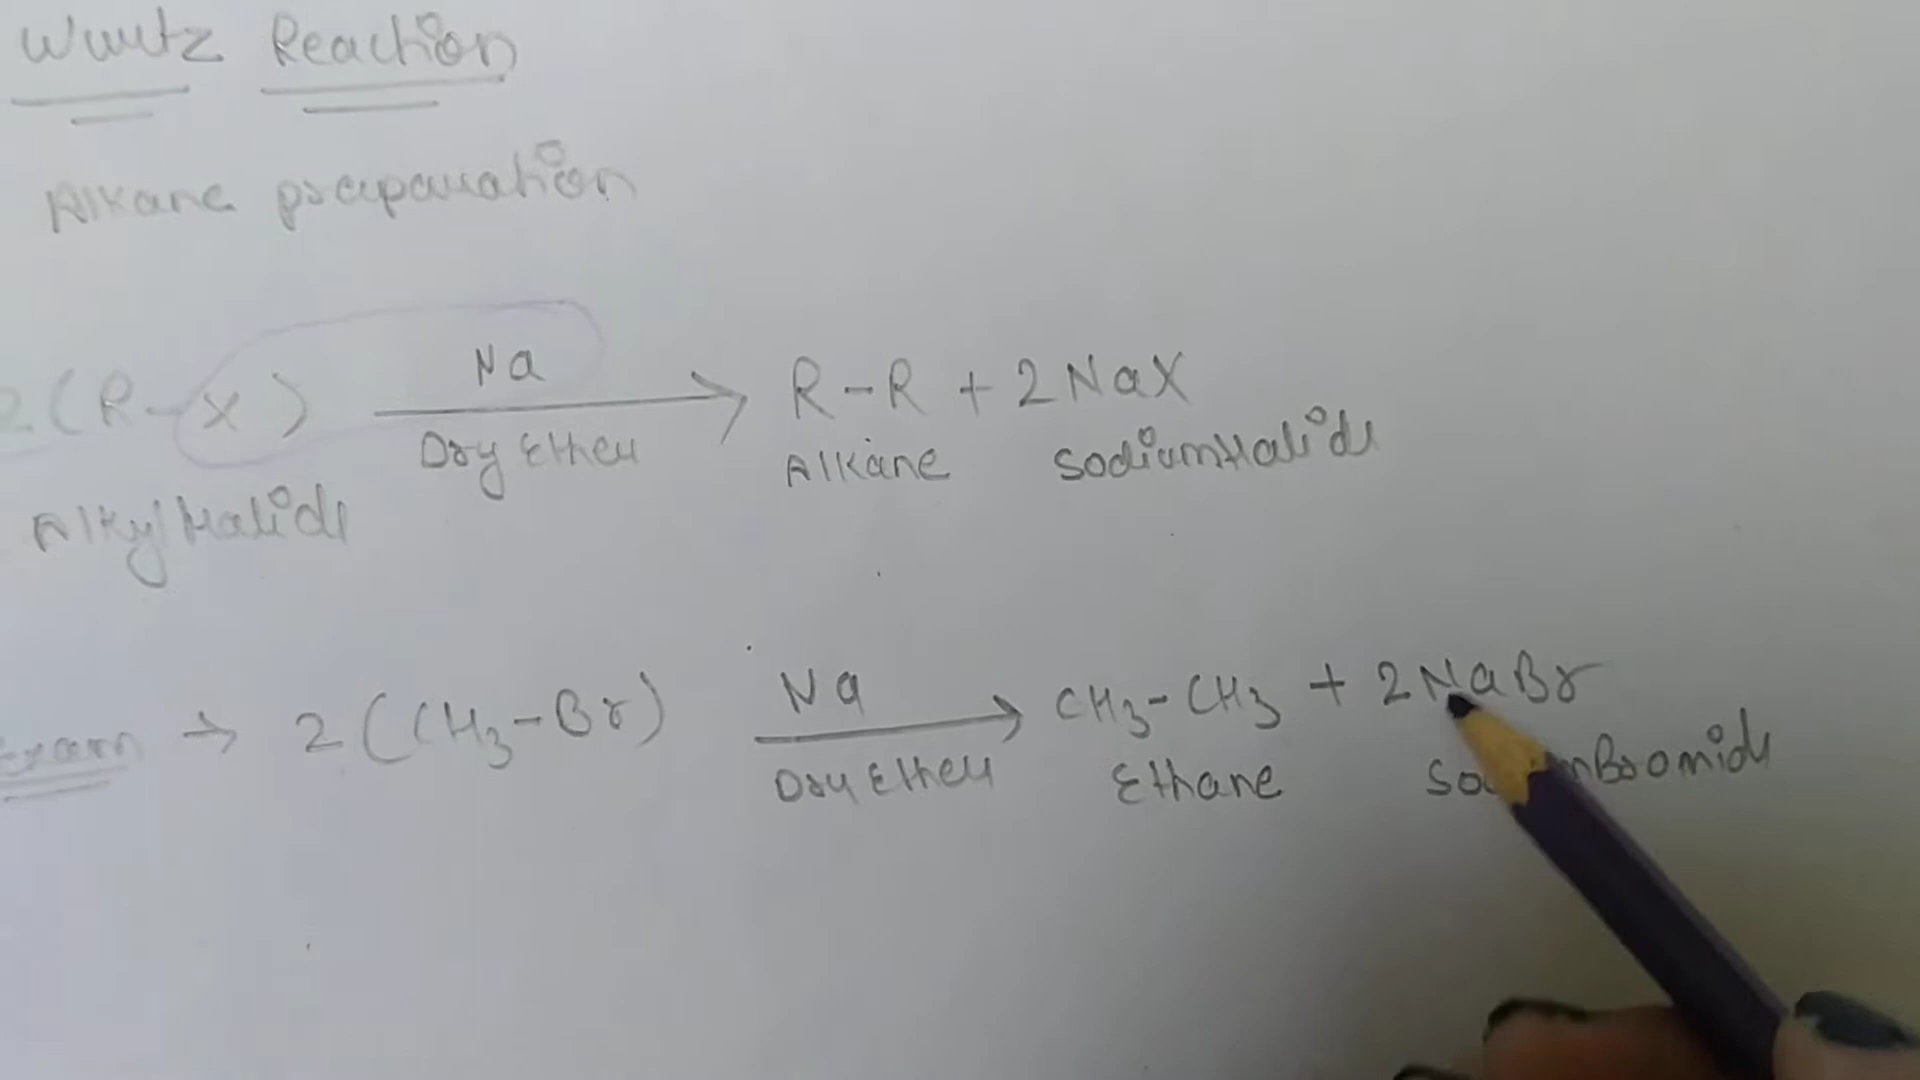 Wurtz Reaction
Alkane preparation
2(R-X) Na → R-R + 2NaX
Dry Ether Alkane Sodium Halide
Alkyl Halide
Exam → 2(CH3-Br) Na → CH3-CH3 + 2NaBr
Dry Ether Ethane